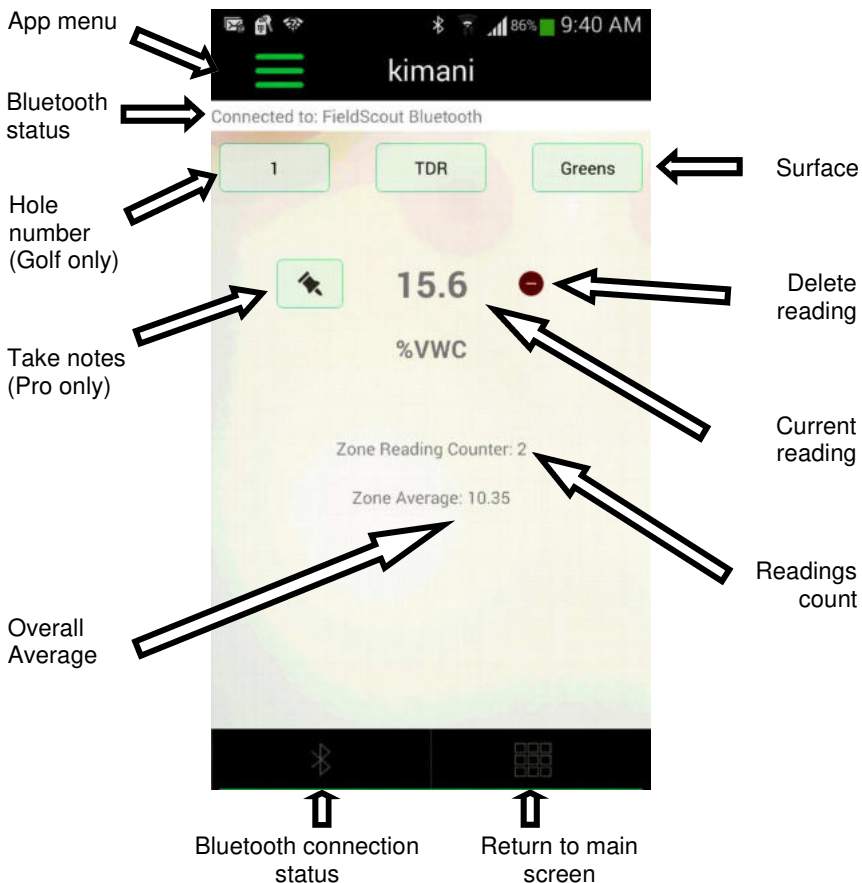 App menu
86% 9:40 AM
kimani
Bluetooth
status
Connected to: FieldScout Bluetooth
1
TDR
Greens
Surface
Hole
number
(Golf only)
15.6
Delete
reading
%VWC
Take notes
(Pro only)
Current
reading
Zone Reading Counter: 2
Zone Average: 10.35
Readings
count
Overall
Average
Bluetooth connection
status
Return to main
screen